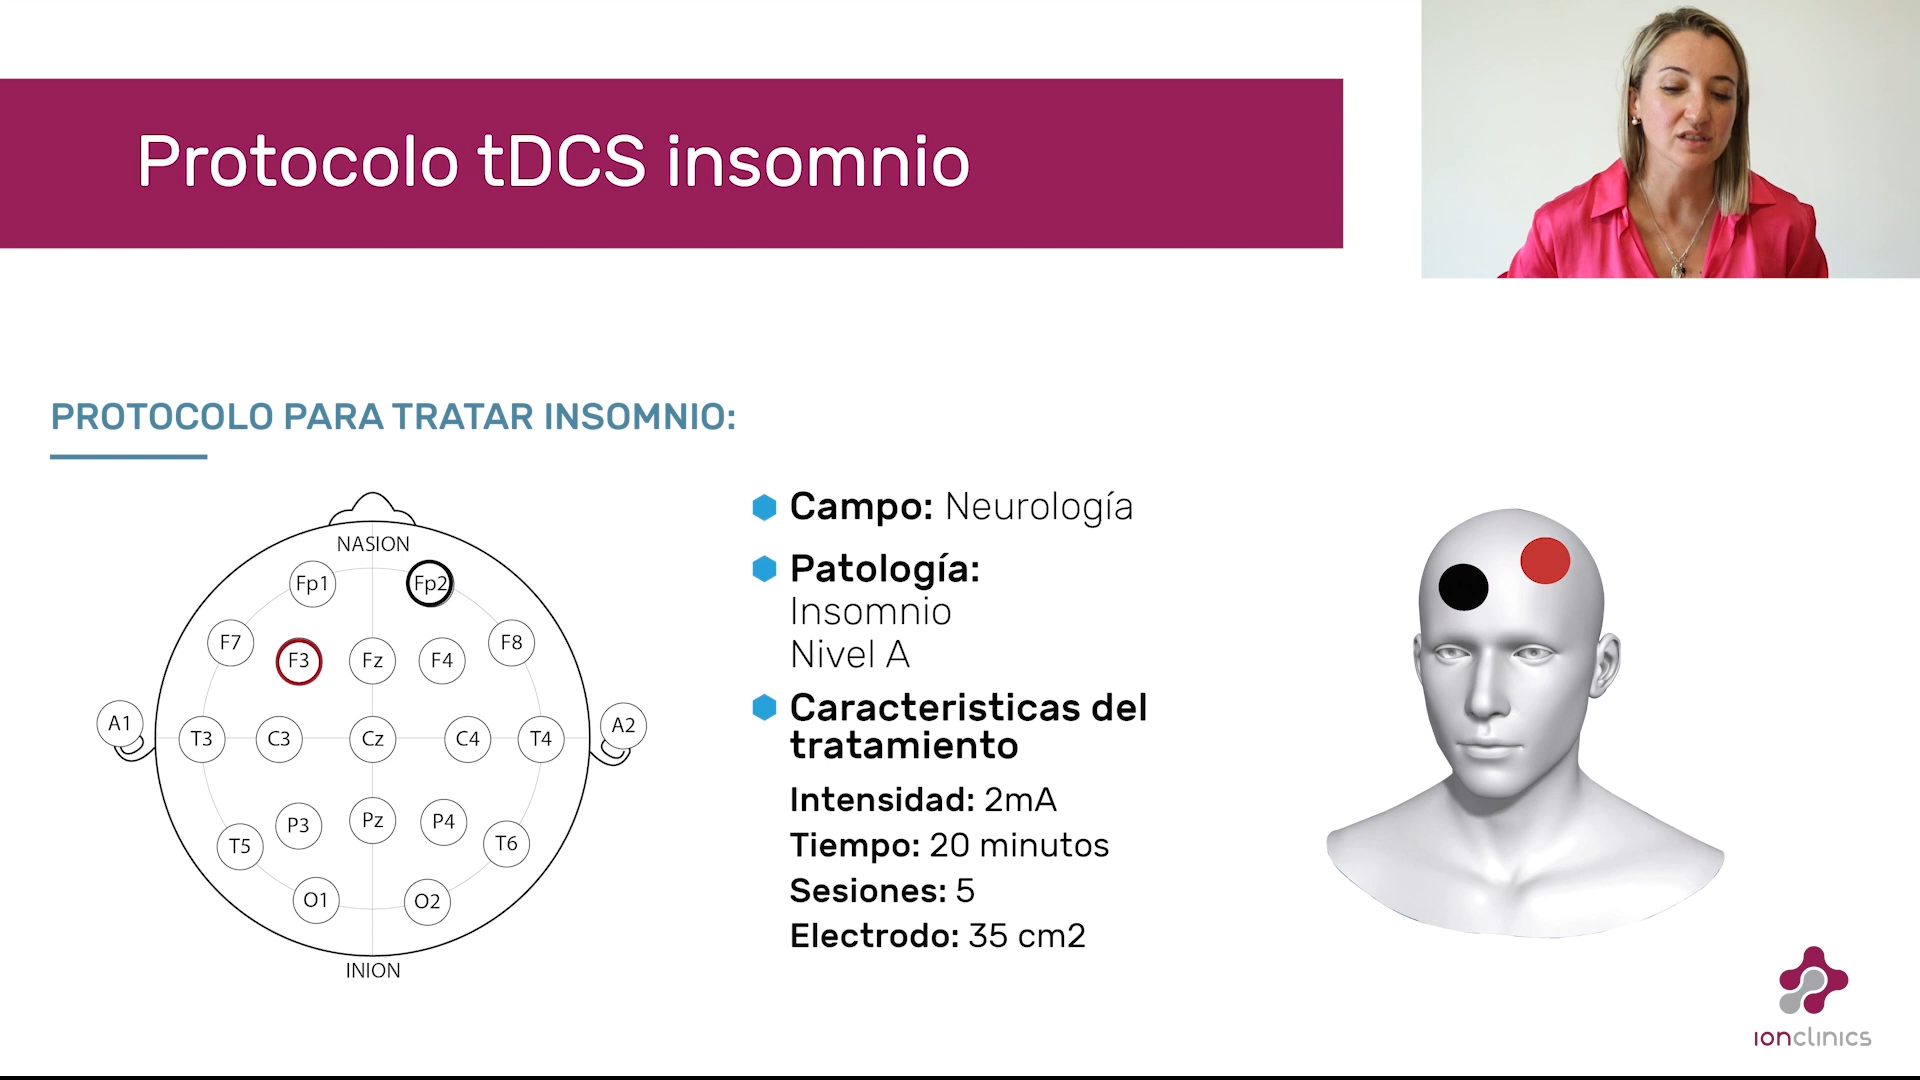 Protocolo tDCS insomnio
PROTOCOLO PARA TRATAR INSOMNIO:
NASION
Fp1 Fp2
F7 F3 Fz F4 F8
A1 T3 C3 Cz C4 T4 A2
T5 P3 Pz P4 T6
O1 O2
INION
Campo: Neurología
Patología:
Insomnio
Nivel A
Caracteristicas del
tratamiento
Intensidad: 2mA
Tiempo: 20 minutos
Sesiones: 5
Electrodo: 35 cm2
ionclinics